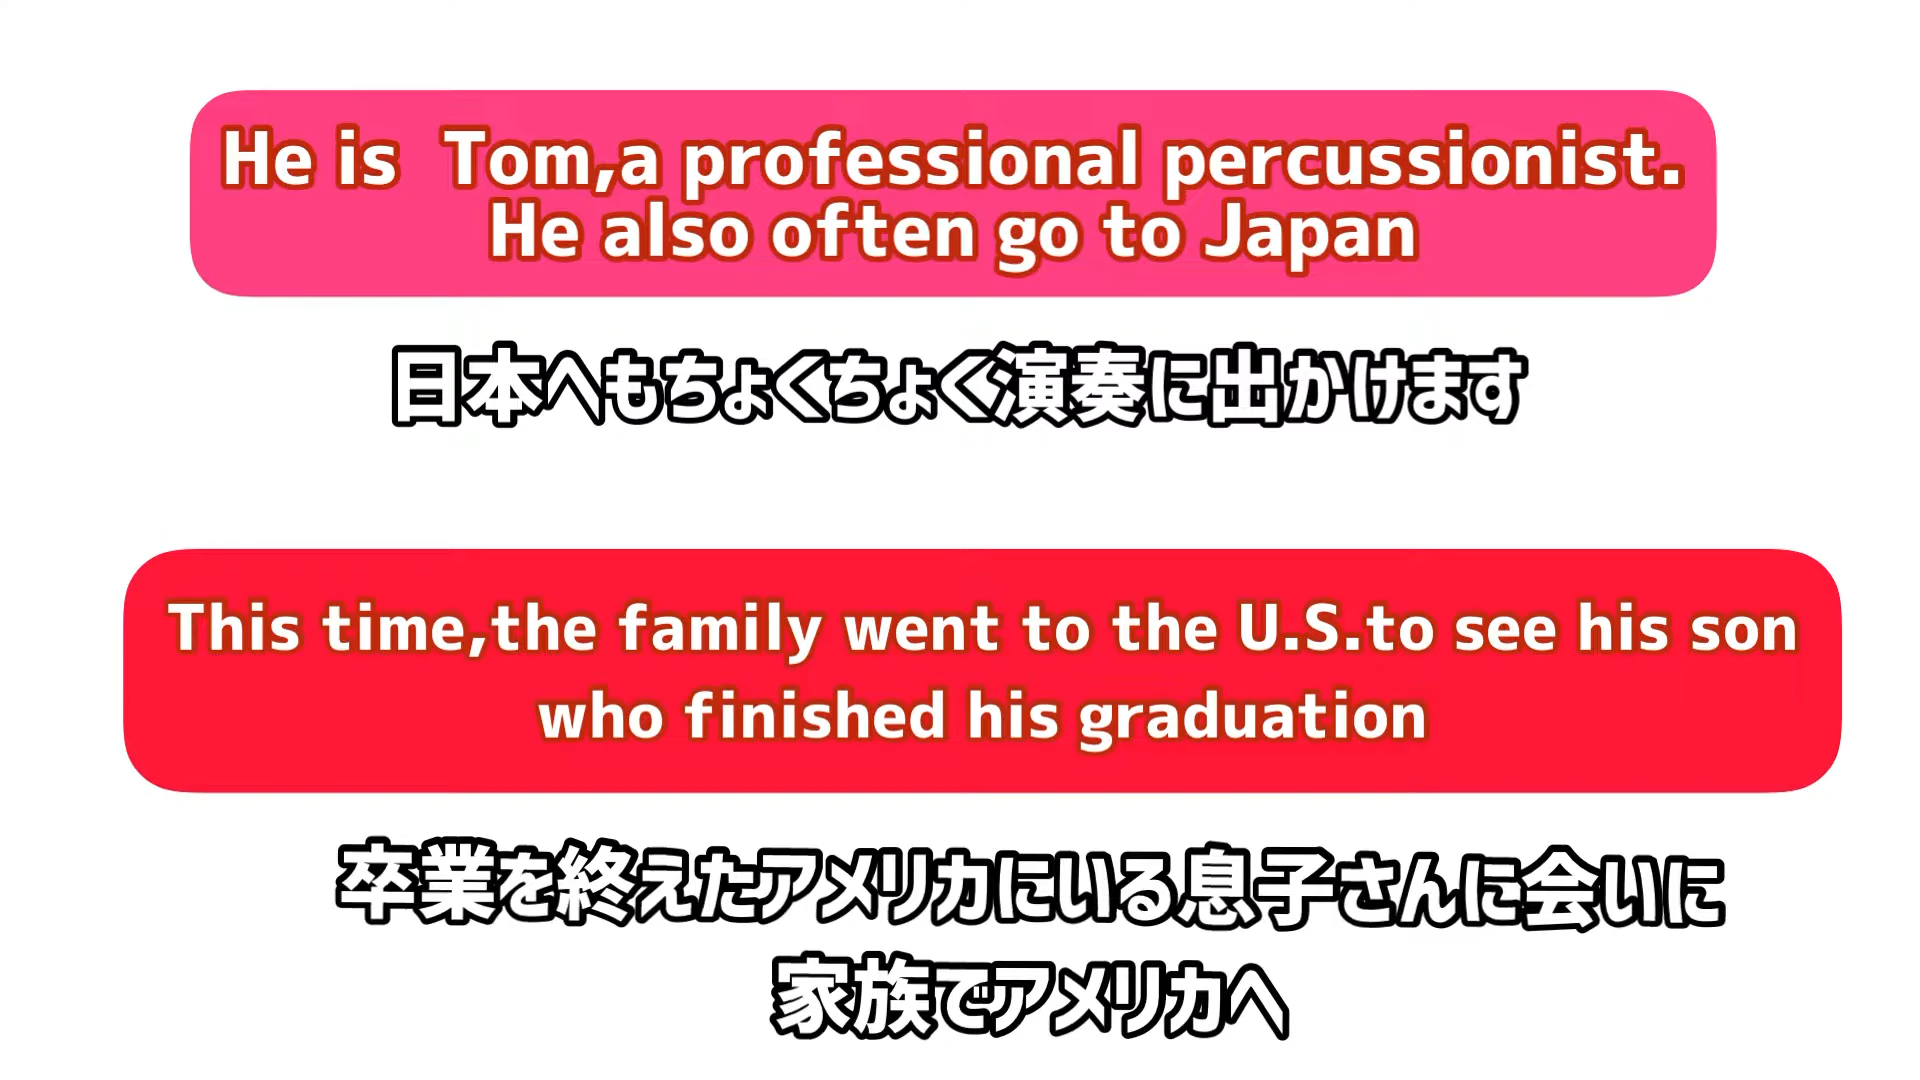 He is  Tom,a professional percussionist.
He also often go to Japan
日本へもちょくちょく演奏に出かけます
This time,the family went to the U.S.to see his son
who finished his graduation
卒業を終えたアメリカにいる息子さんに会いに
家族でアメリカへ